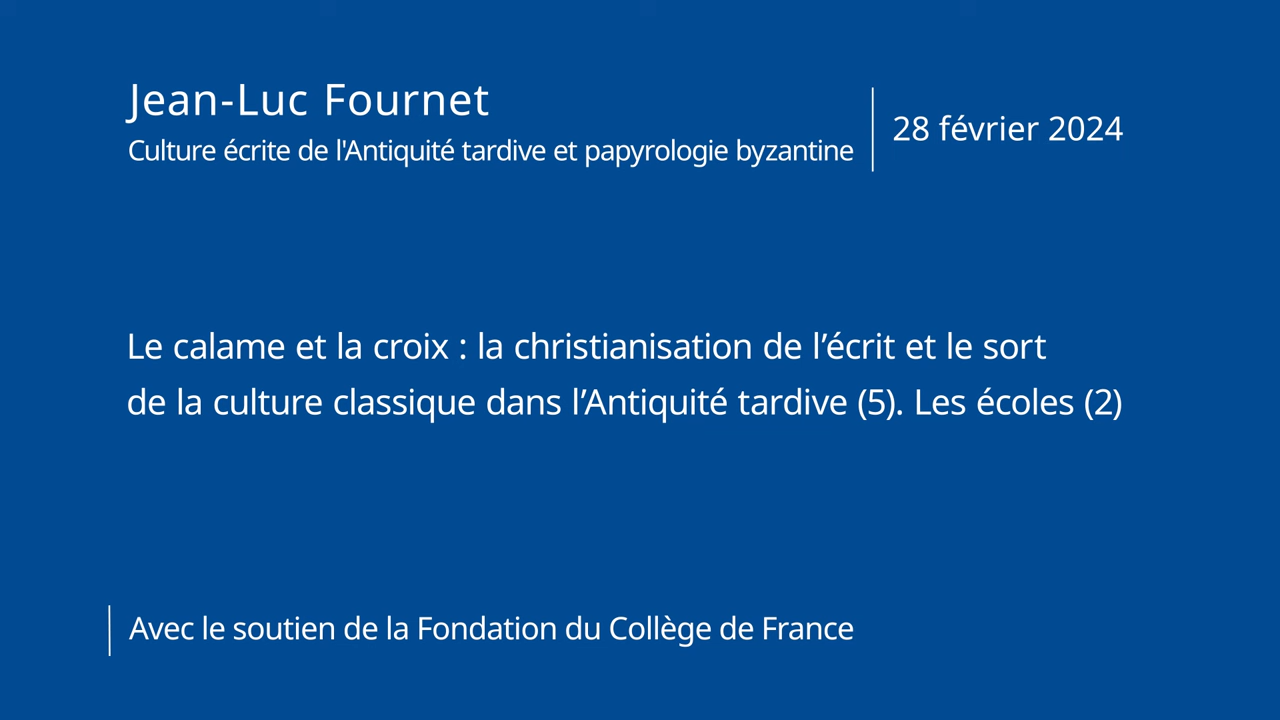 Jean-Luc Fournet
Culture écrite de l'Antiquité tardive et papyrologie byzantine
28 février 2024
Le calame et la croix : la christianisation de l’écrit et le sort
de la culture classique dans l’Antiquité tardive (5). Les écoles (2)
Avec le soutien de la Fondation du Collège de France